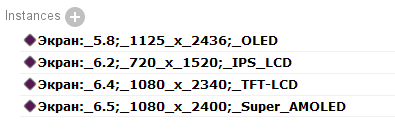 Instances
Экран:_5.8;_1125_x_2436;_OLED
Экран:_6.2;_720_x_1520;_IPS_LCD
Экран:_6.4;_1080_x_2340;_TFT-LCD
Экран:_6.5;_1080_x_2400;_Super_AMOLED